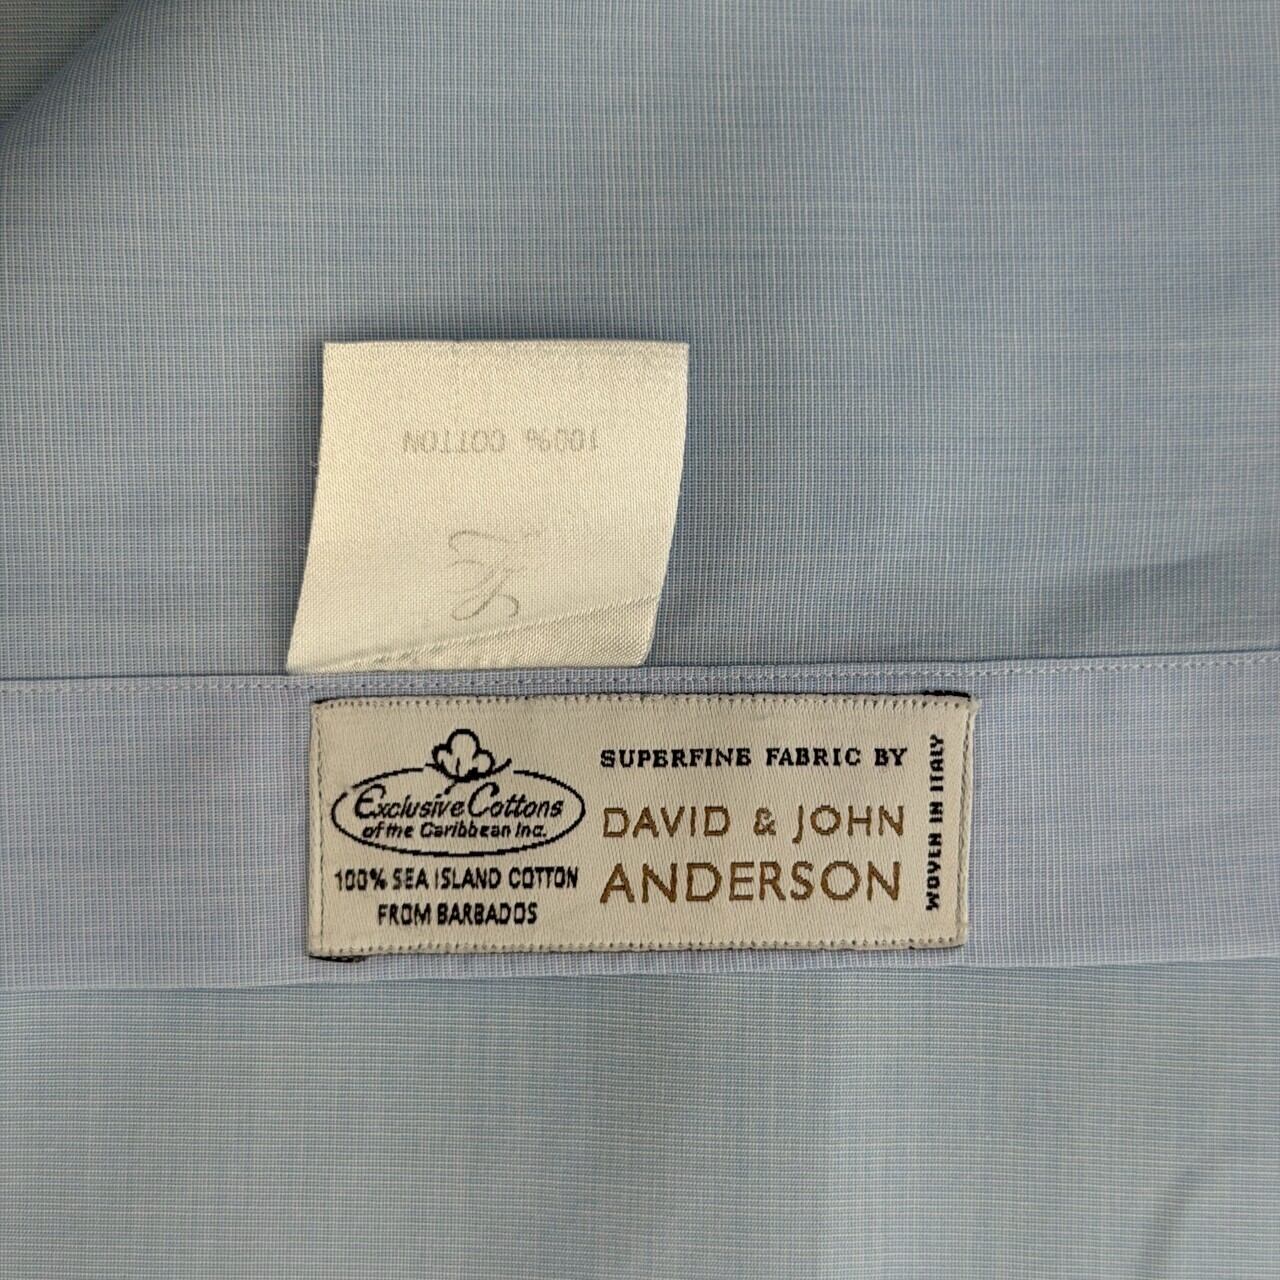 100% COTTON
Exclusive Cottons
of the Caribbean Inc.
100% SEA ISLAND COTTON
FROM BARBADOS
SUPERFINE FABRIC BY
DAVID & JOHN
ANDERSON
WOVEN IN ITALY